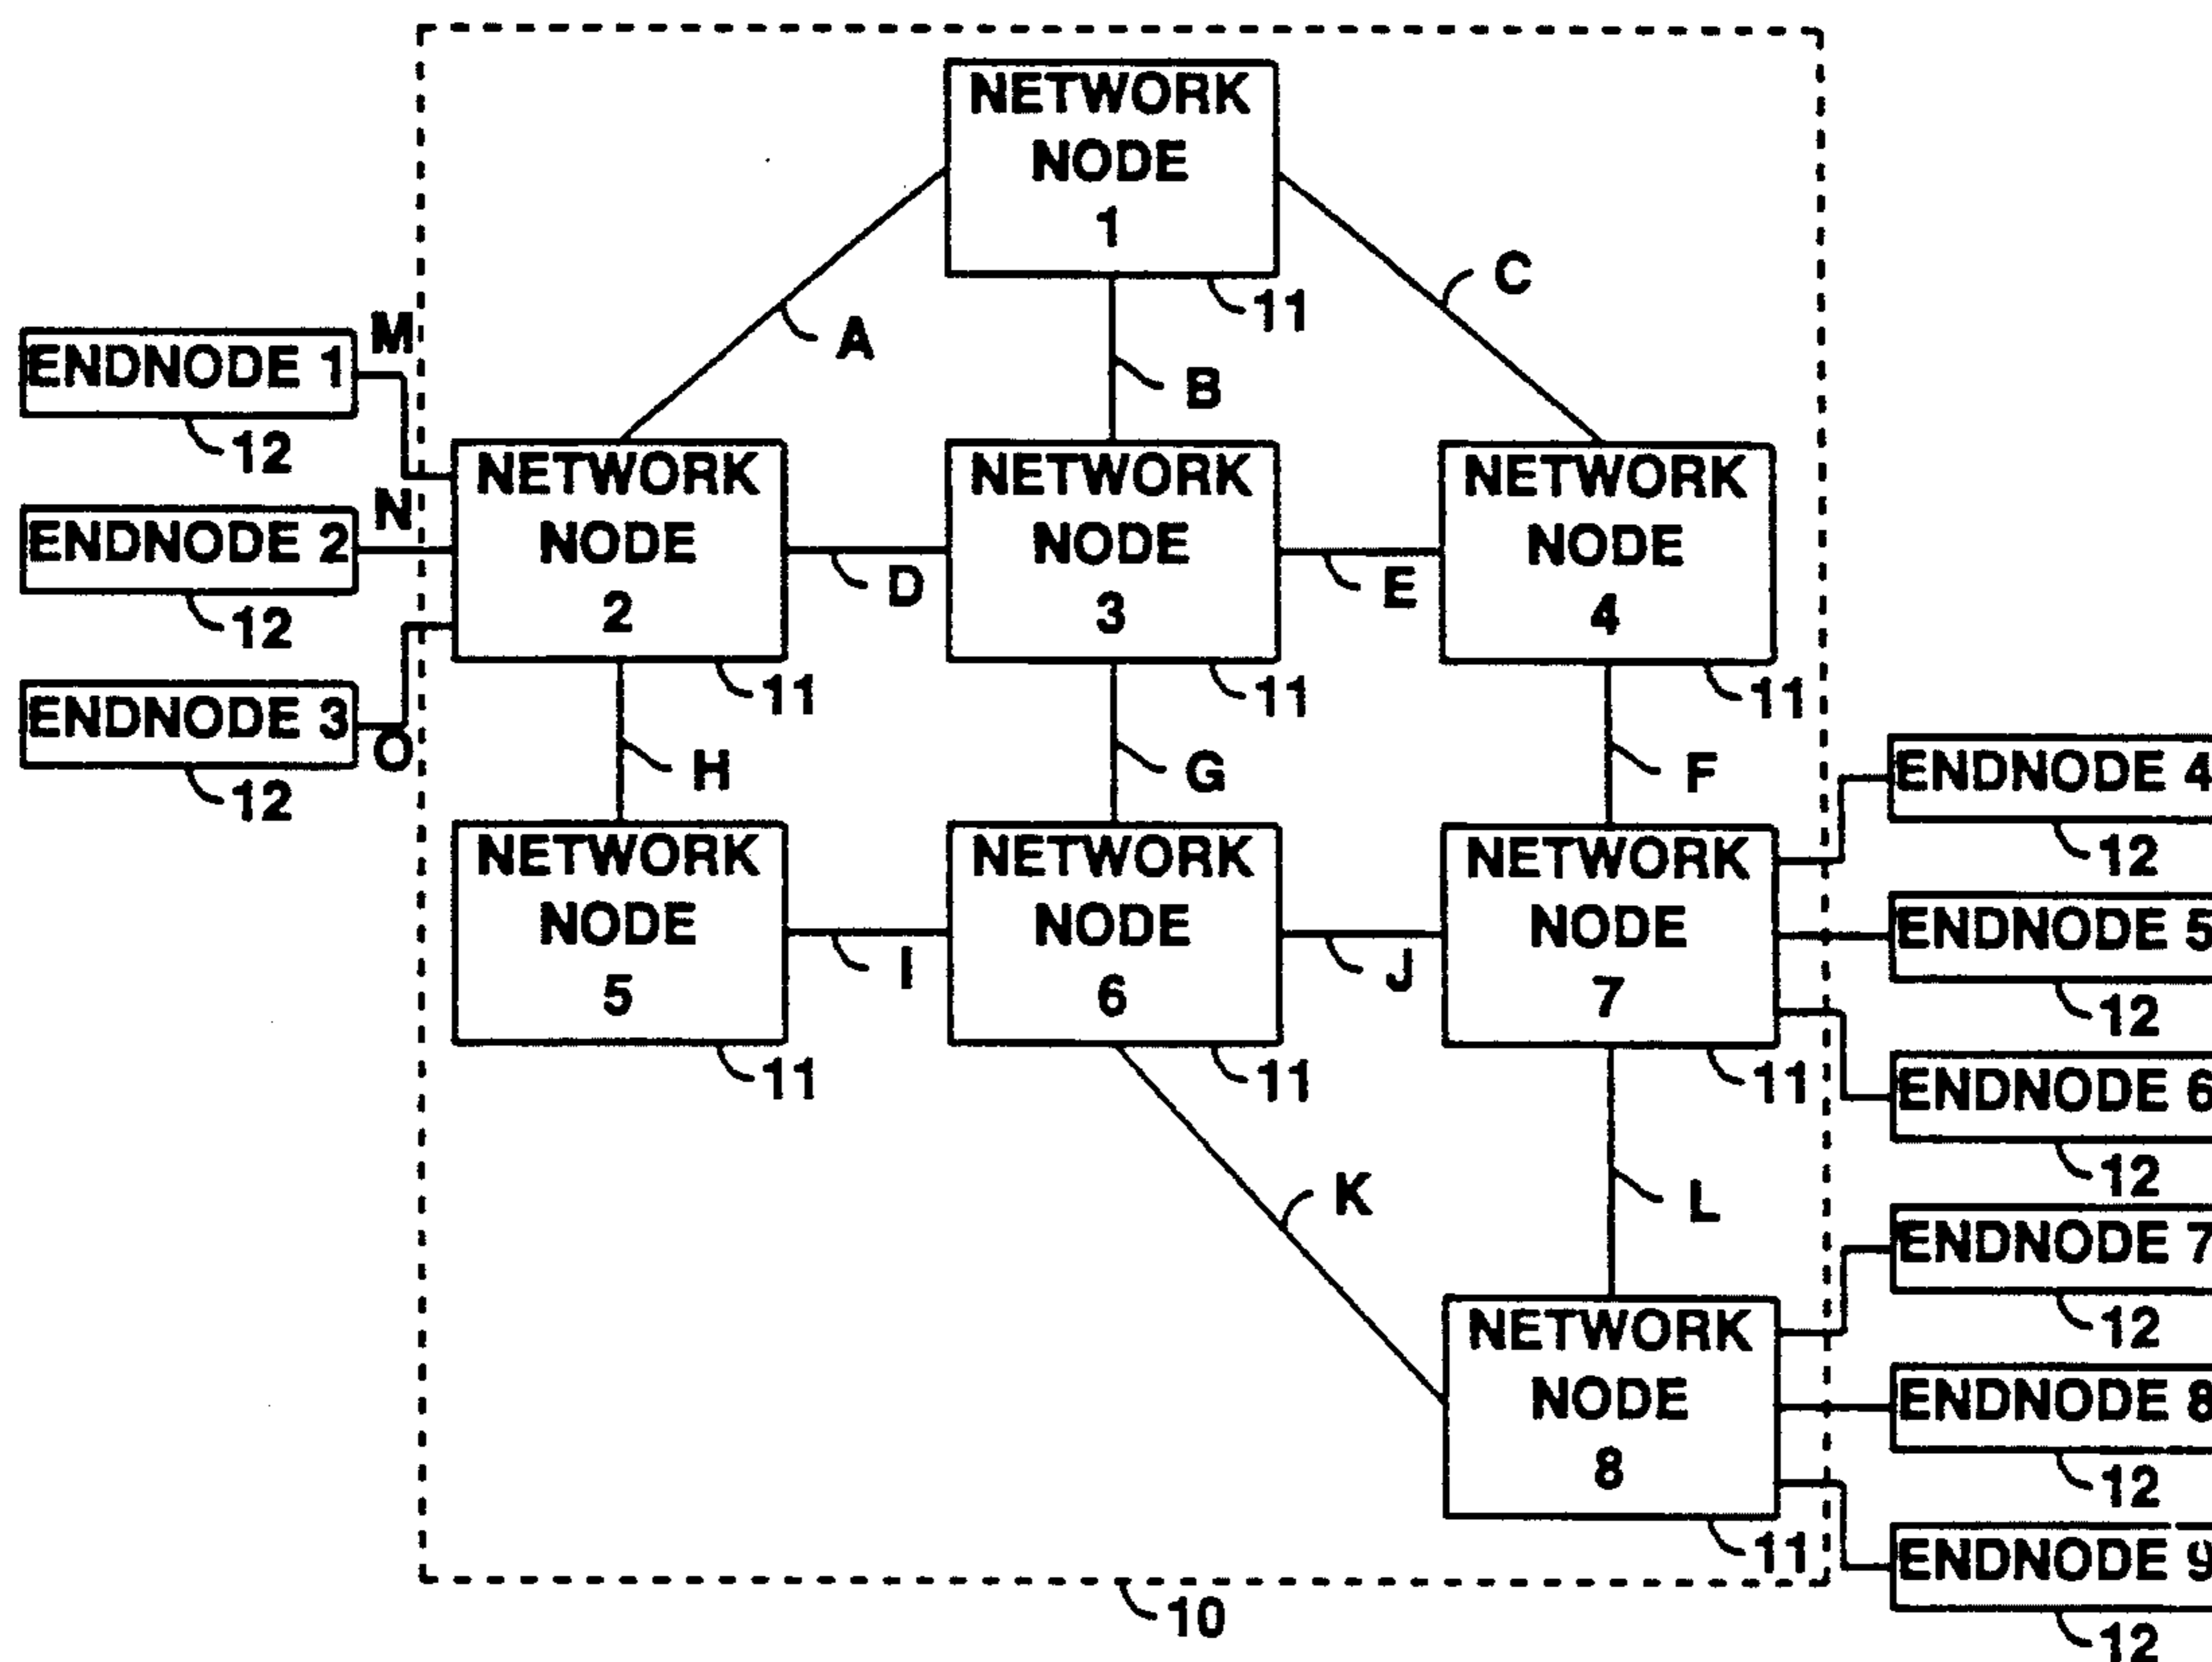 NETWORK
NODE
1
11
A
B
C
M
ENDNODE 1
12
N
ENDNODE 2
12
ENDNODE 3
O
12
NETWORK
NODE
2
11
D
NETWORK
NODE
3
11
E
NETWORK
NODE
4
11
H
G
F
NETWORK
NODE
5
11
I
NETWORK
NODE
6
11
J
NETWORK
NODE
7
11
ENDNODE 4
12
ENDNODE 5
12
ENDNODE 6
12
K
L
NETWORK
NODE
8
11
ENDNODE 7
12
ENDNODE 8
12
ENDNODE 9
12
10